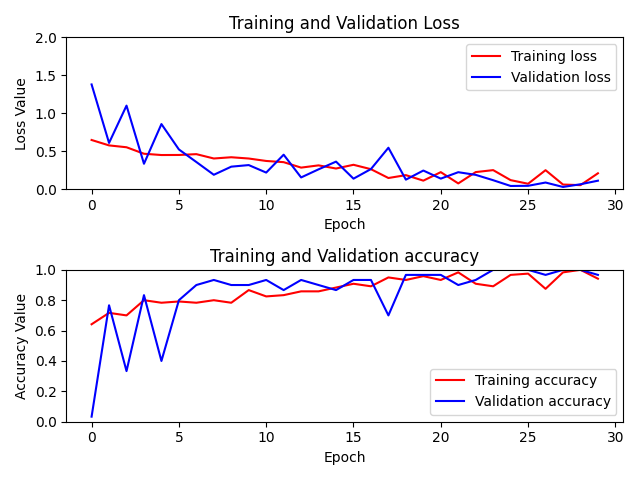 Training and Validation Loss
2.0
1.5
1.0
0.5
0.0
Loss Value
Training loss
Validation loss
0 5 10 15 20 25 30
Epoch
Training and Validation accuracy
1.0
0.8
0.6
0.4
0.2
0.0
Accuracy Value
Training accuracy
Validation accuracy
0 5 10 15 20 25 30
Epoch